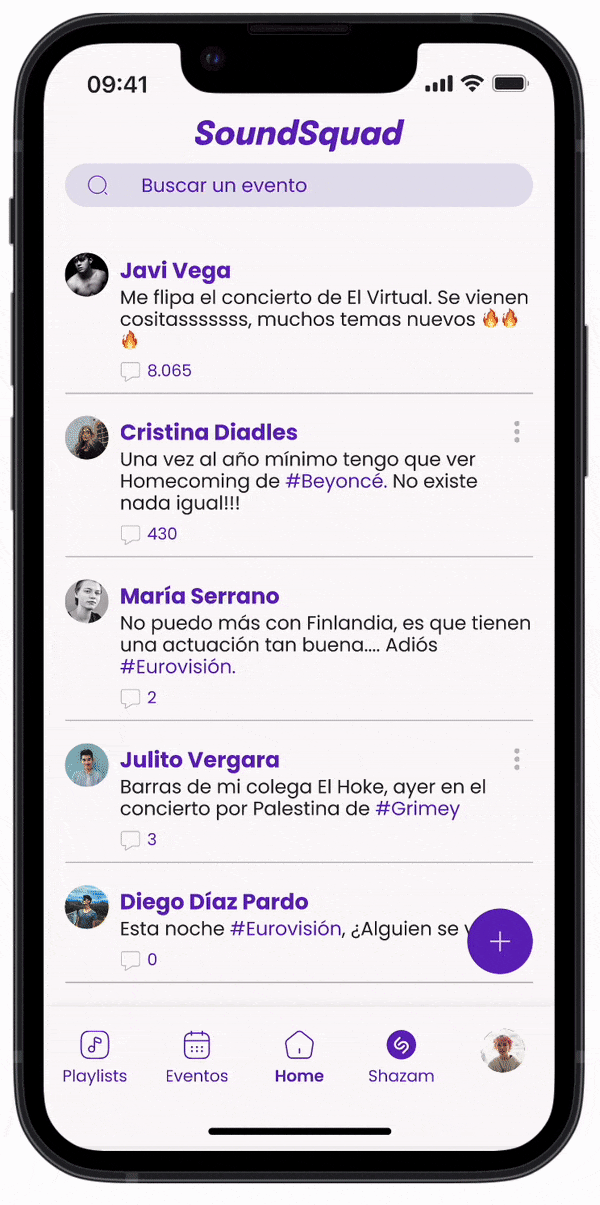 09:41
SoundSquad
Buscar un evento
Javi Vega
Me flipa el concierto de El Virtual. Se vienen
cositasssssss, muchos temas nuevos 🔥🔥
🔥
8.065
Cristina Diadles
Una vez al año mínimo tengo que ver
Homecoming de #Beyoncé. No existe
nada igual!!!
430
María Serrano
No puedo más con Finlandia, es que tienen
una actuación tan buena.... Adiós
#Eurovisión.
2
Julito Vergara
Barras de mi colega El Hoke, ayer en el
concierto por Palestina de #Grimey
3
Diego Díaz Pardo
Esta noche #Eurovisión, ¿Alguien se
0
Playlists
Eventos
Home
Shazam